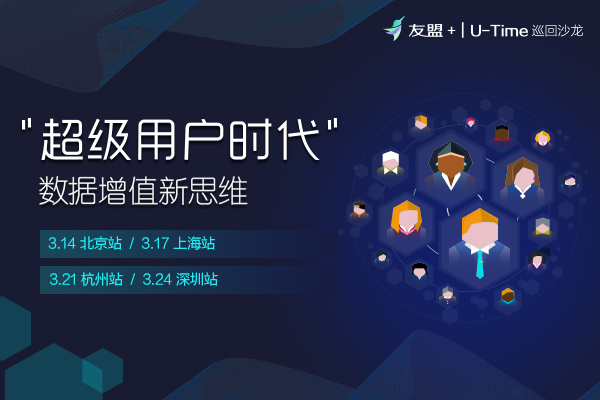 友盟+ | U-Time 巡回沙龙
"超级用户时代"
数据增值新思维
3.14 北京站 / 3.17 上海站
3.21 杭州站 / 3.24 深圳站